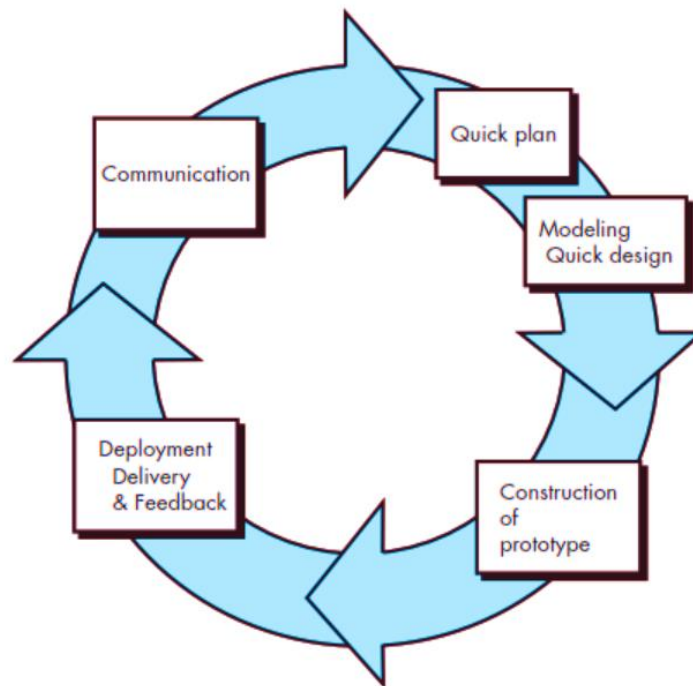 Communication
Quick plan
Modeling
Quick design
Construction
of
prototype
Deployment
Delivery
& Feedback